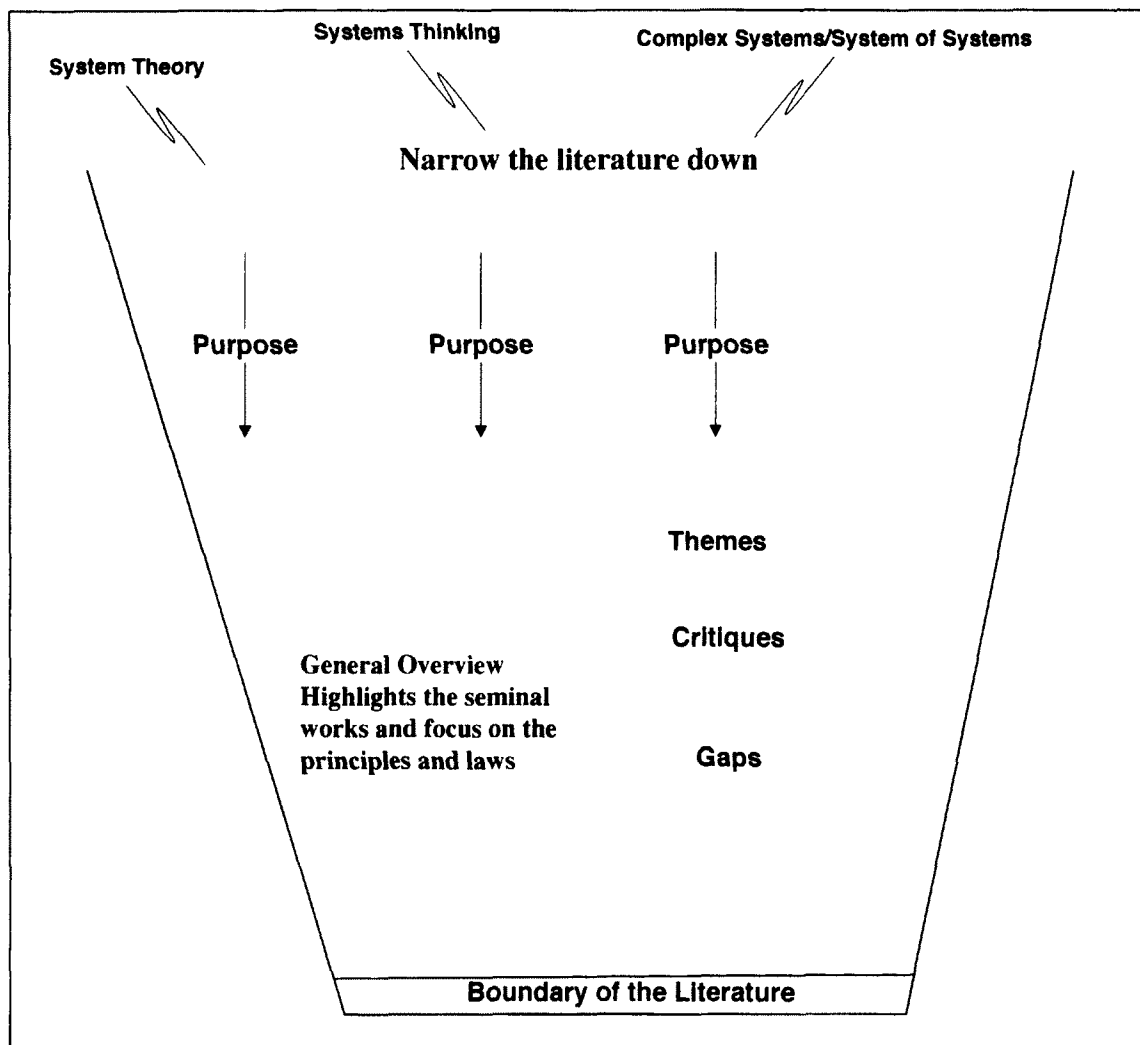 Systems Thinking
Complex Systems/System of Systems
System Theory
Narrow the literature down
Purpose
Purpose
Purpose
Themes
Critiques
General Overview
Highlights the seminal
works and focus on the
principles and laws
Gaps
Boundary of the Literature